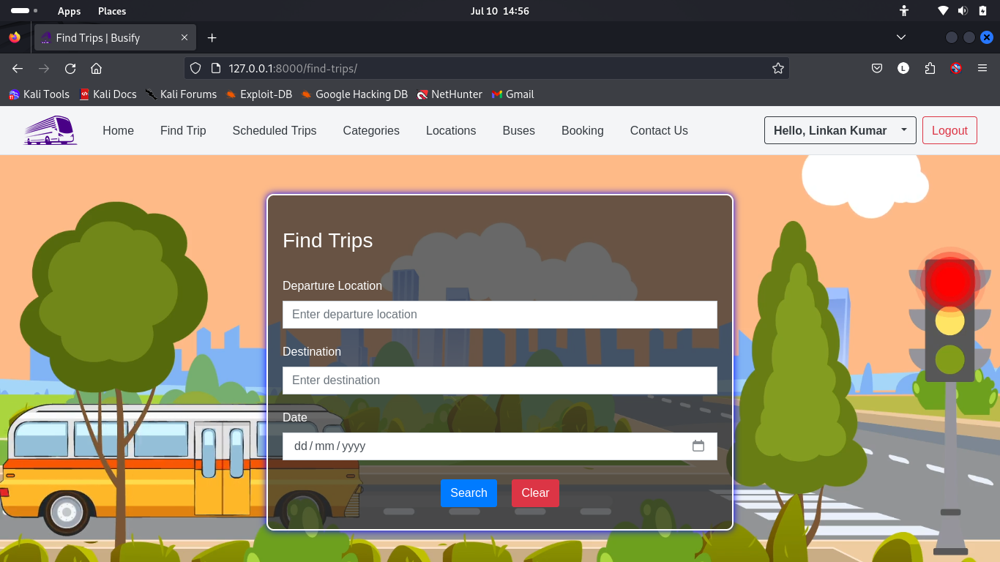 Apps Places Jul 10 14:56
Find Trips | Busify
127.0.0.1:8000/find-trips/ L
Kali Tools Kali Docs Kali Forums Exploit-DB Google Hacking DB NetHunter Gmail
Home Find Trip Scheduled Trips Categories Locations Buses Booking Contact Us Hello, Linkan Kumar Logout
Find Trips
Departure Location
Enter departure location
Destination
Enter destination
Date
dd/mm/yyyy
Search Clear